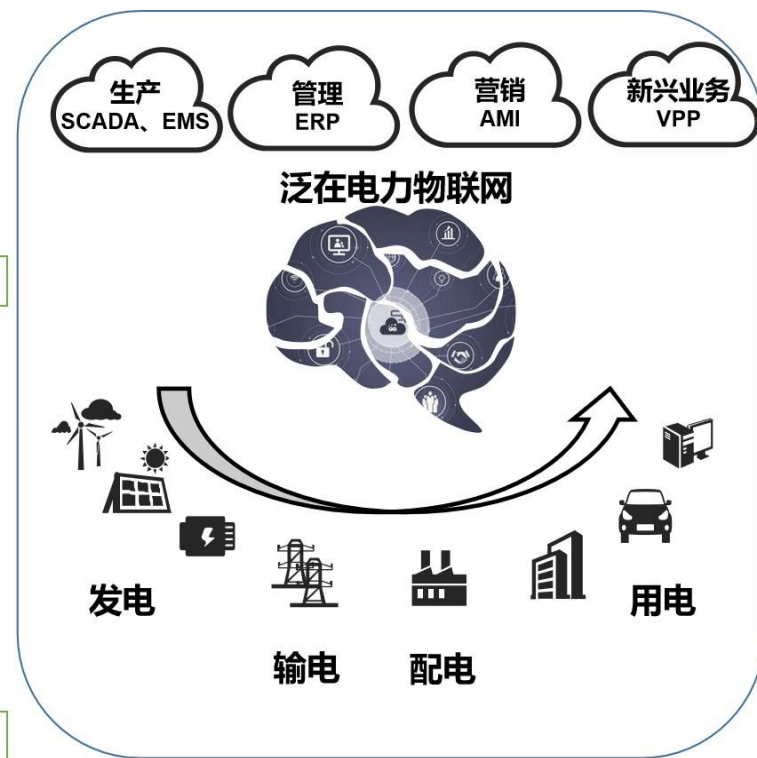 生产
SCADA、EMS
管理
ERP
营销
AMI
新兴业务
VPP
泛在电力物联网
发电
输电
配电
用电